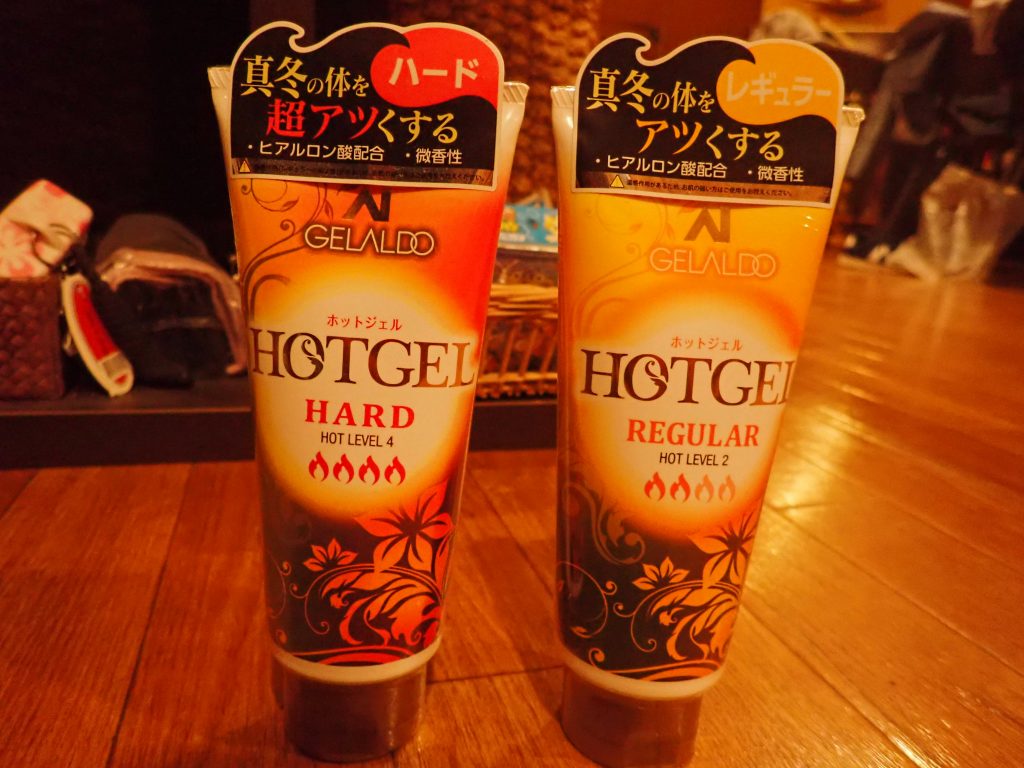 真冬の体を
ハード
超アツくする
・ヒアルロン酸配合 ・微香性
GELALDO
ホットジェル
HOTGEL
HARD
HOT LEVEL 4
真冬の体を
レギュラー
アツくする
・ヒアルロン酸配合 ・微香性
GELALDO
ホットジェル
HOTGEL
REGULAR
HOT LEVEL 2